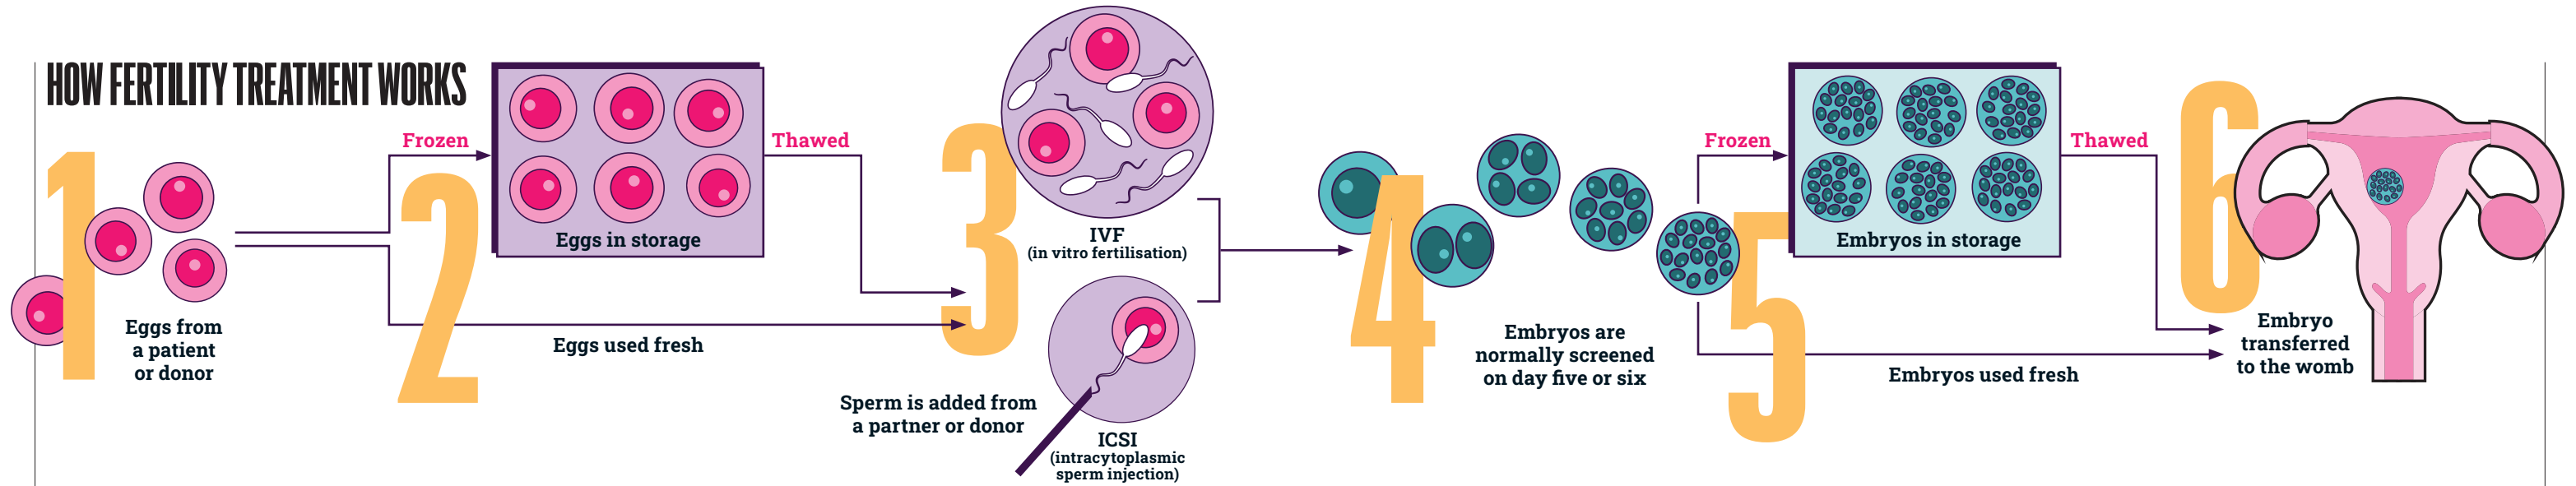 HOW FERTILITY TREATMENT WORKS
1
Eggs from
a patient
or donor
2
Frozen
Eggs in storage
Thawed
Eggs used fresh
3
IVF
(in vitro fertilisation)
Sperm is added from
a partner or donor
ICSI
(intracytoplasmic
sperm injection)
4
Embryos are
normally screened
on day five or six
5
Frozen
Embryos in storage
Thawed
Embryos used fresh
6
Embryo
transferred
to the womb